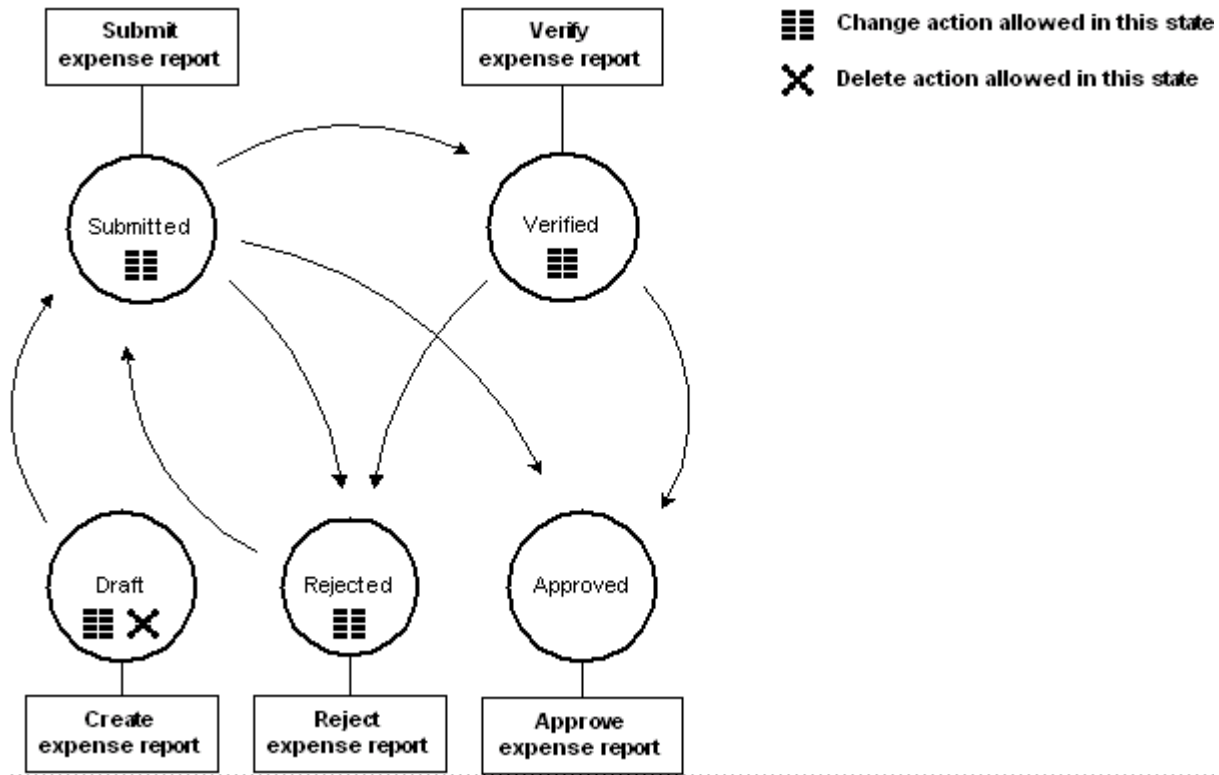 Submit
expense report
Verify
expense report
Change action allowed in this state
Delete action allowed in this state
Submitted
Verified
Draft
Rejected
Approved
Create
expense report
Reject
expense report
Approve
expense report